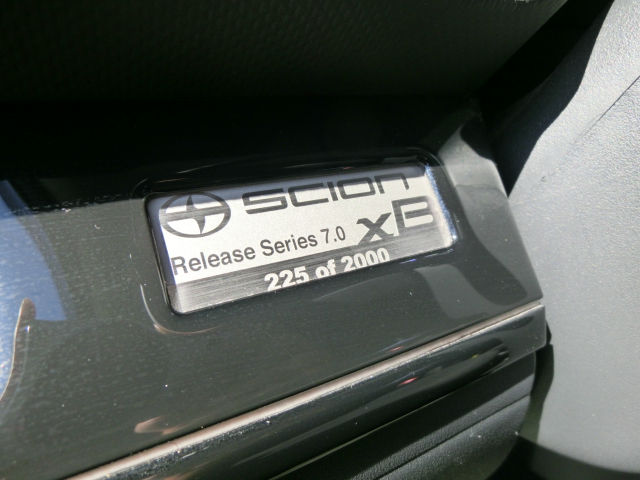 SCION
Release Series 7.0 xB
225 of 2000